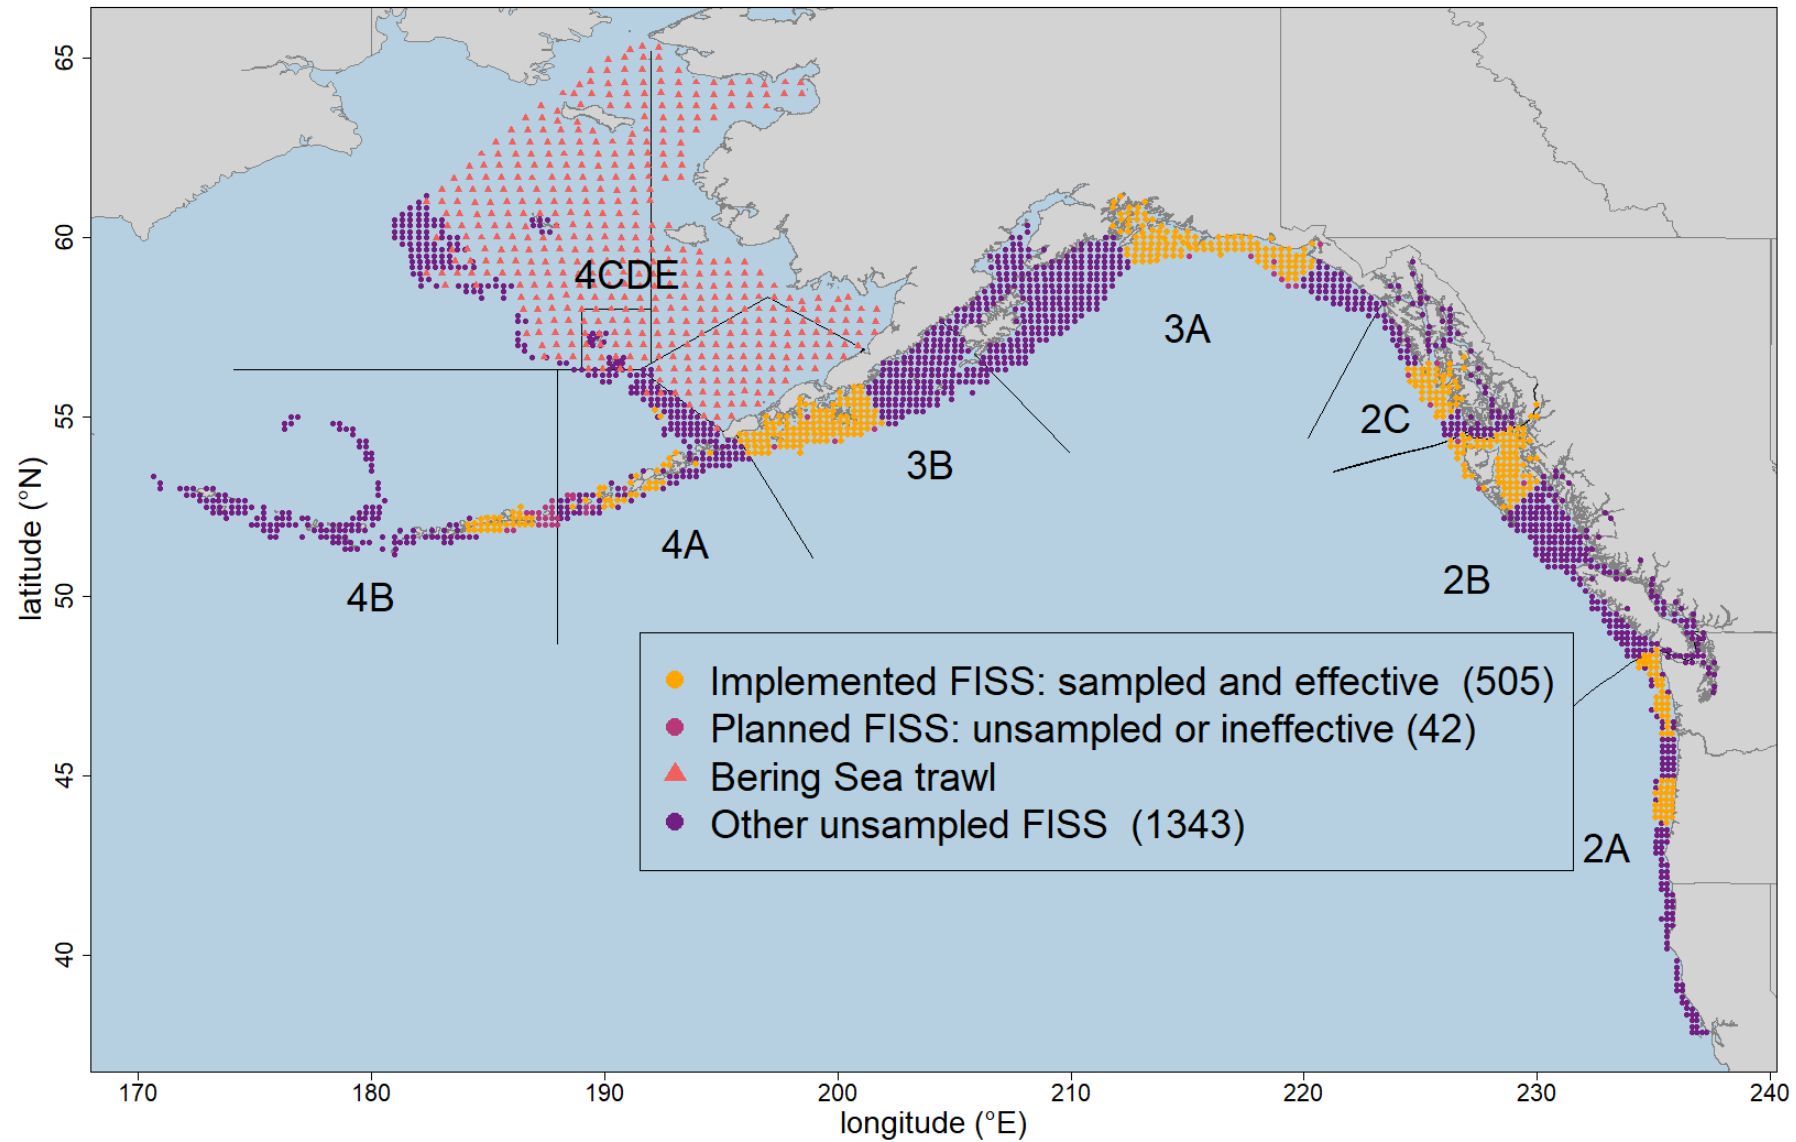 65
60
55
50
45
40
latitude (°N)
4CDE
3A
2C
3B
4A
2B
4B
Implemented FISS: sampled and effective (505)
Planned FISS: unsampled or ineffective (42)
Bering Sea trawl
Other unsampled FISS (1343)
2A
170 180 190 200 210 220 230 240
longitude (°E)